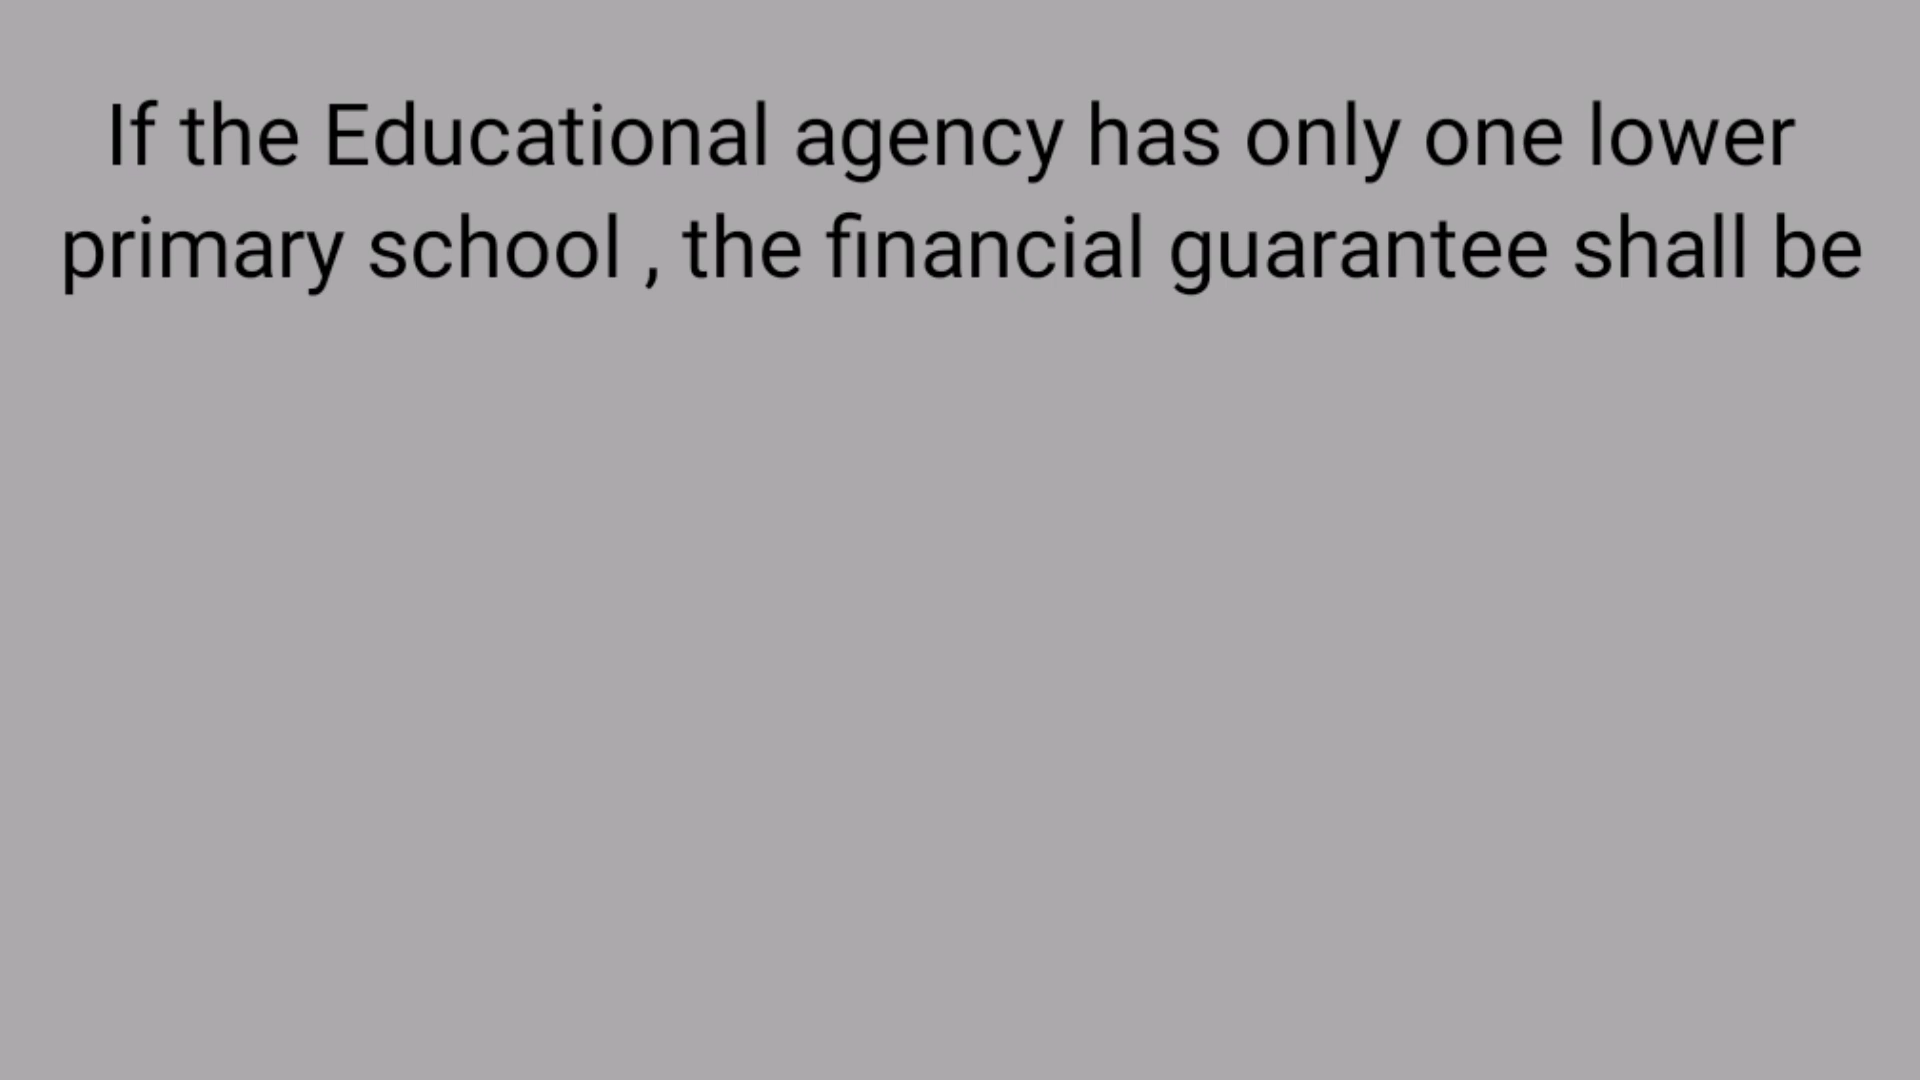 If the Educational agency has only one lower
primary school , the financial guarantee shall be